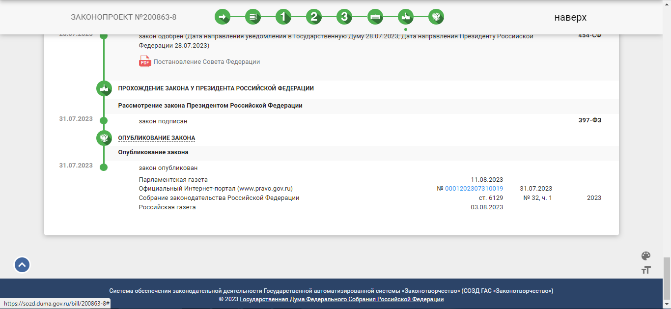 ЗАКОНОПРОЕКТ №200863-8
1 2 3
наверх
закон одобрен (Дата направления уведомления в Государственную Думу 28.07.2023, Дата направления Президенту Российской
Федерации 28.07.2023)
454-СФ
PDF Постановление Совета Федерации
ПРОХОЖДЕНИЕ ЗАКОНА У ПРЕЗИДЕНТА РОССИЙСКОЙ ФЕДЕРАЦИИ
Рассмотрение закона Президентом Российской Федерации
31.07.2023 закон подписан 397-ФЗ
ОПУБЛИКОВАНИЕ ЗАКОНА
Опубликование закона
31.07.2023 закон опубликован
Парламентская газета 11.08.2023
Официальный Интернет-портал (www.pravo.gov.ru) № 0001202307310019 31.07.2023
Собрание законодательства Российской Федерации ст. 6129 № 32, ч. 1 2023
Российская газета 03.08.2023
Система обеспечения законодательной деятельности Государственной автоматизированной системы «Законотворчество» (СОЗД ГАС «Законотворчество»)
© 2023 Государственная Дума Федерального Собрания Российской Федерации
https://sozd.duma.gov.ru/bill/200863-8#